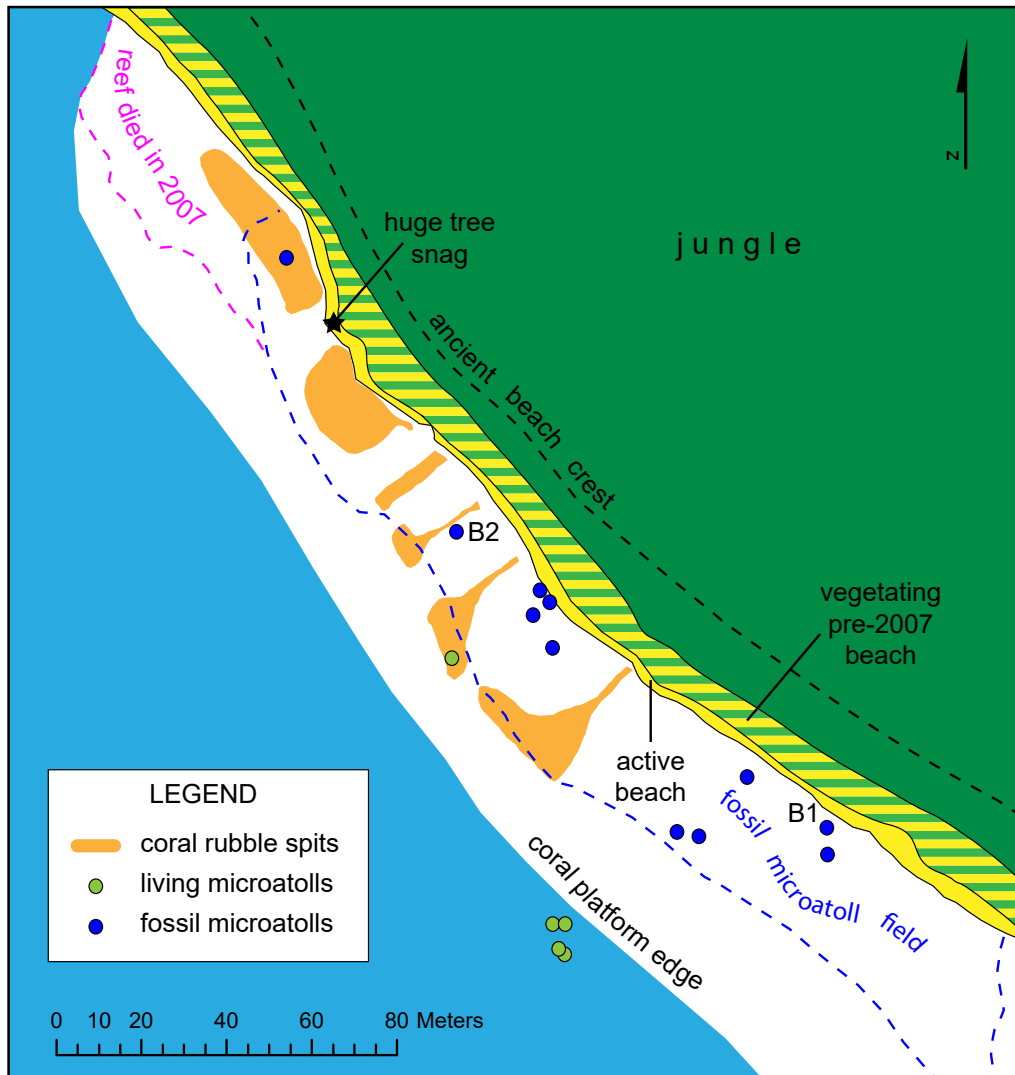 reef died in 2007
huge tree
snag
jungle
z
ancient beach crest
B2
vegetating
pre-2007
beach
active
beach
B1
fossil microatoll field
coral platform edge
LEGEND
coral rubble spits
living microatolls
fossil microatolls
0 10 20 40 60 80 Meters